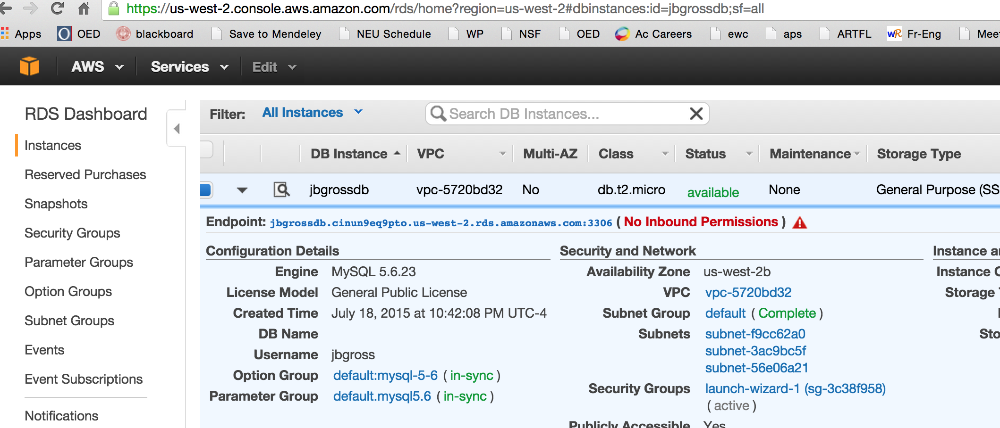 https://us-west-2.console.aws.amazon.com/rds/home?region=us-west-2#dbinstances:id=jbgrossdb;sf=all
Apps OED blackboard Save to Mendeley NEU Schedule WP NSF OED Ac Careers ewc aps ARTFL WR Fr-Eng Meet
AWS Services Edit
RDS Dashboard
Instances
Reserved Purchases
Snapshots
Security Groups
Parameter Groups
Option Groups
Subnet Groups
Events
Event Subscriptions
Notifications
Filter: All Instances Search DB Instances...
DB Instance VPC Multi-AZ Class Status Maintenance Storage Type
jbgrossdb vpc-5720bd32 No db.t2.micro available None General Purpose (SS
Endpoint: jbgrossdb.cinun9eq9pto.us-west-2.rds.amazonaws.com:3306 ( No Inbound Permissions )
Configuration Details
Engine MySQL 5.6.23
License Model General Public License
Created Time July 18, 2015 at 10:42:08 PM UTC-4
DB Name
Username jbgross
Option Group default:mysql-5-6 ( in-sync )
Parameter Group default.mysql5.6 ( in-sync )
Security and Network
Availability Zone us-west-2b
VPC vpc-5720bd32
Subnet Group default ( Complete )
Subnets subnet-f9cc62a0
subnet-3ac9bc5f
subnet-56e06a21
Security Groups launch-wizard-1 (sg-3c38f958)
( active )
Publicly Accessible Yes
Instance a
Instance C
Storage
Sto